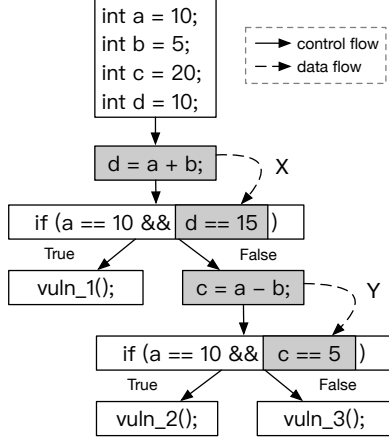 int a = 10;
int b = 5;
int c = 20;
int d = 10;
control flow
data flow
d = a + b;
X
if (a == 10 && d == 15 )
True
False
vuln_1();
c = a − b;
Y
if (a == 10 && c == 5 )
True
False
vuln_2();
vuln_3();